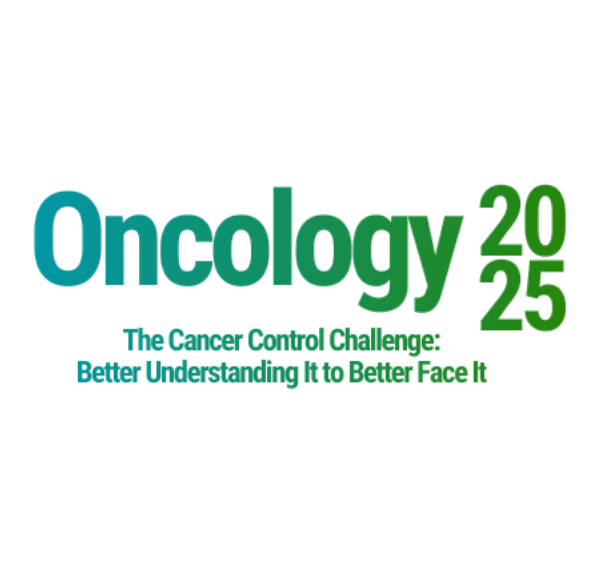 Oncology 20
25
The Cancer Control Challenge:
Better Understanding It to Better Face It